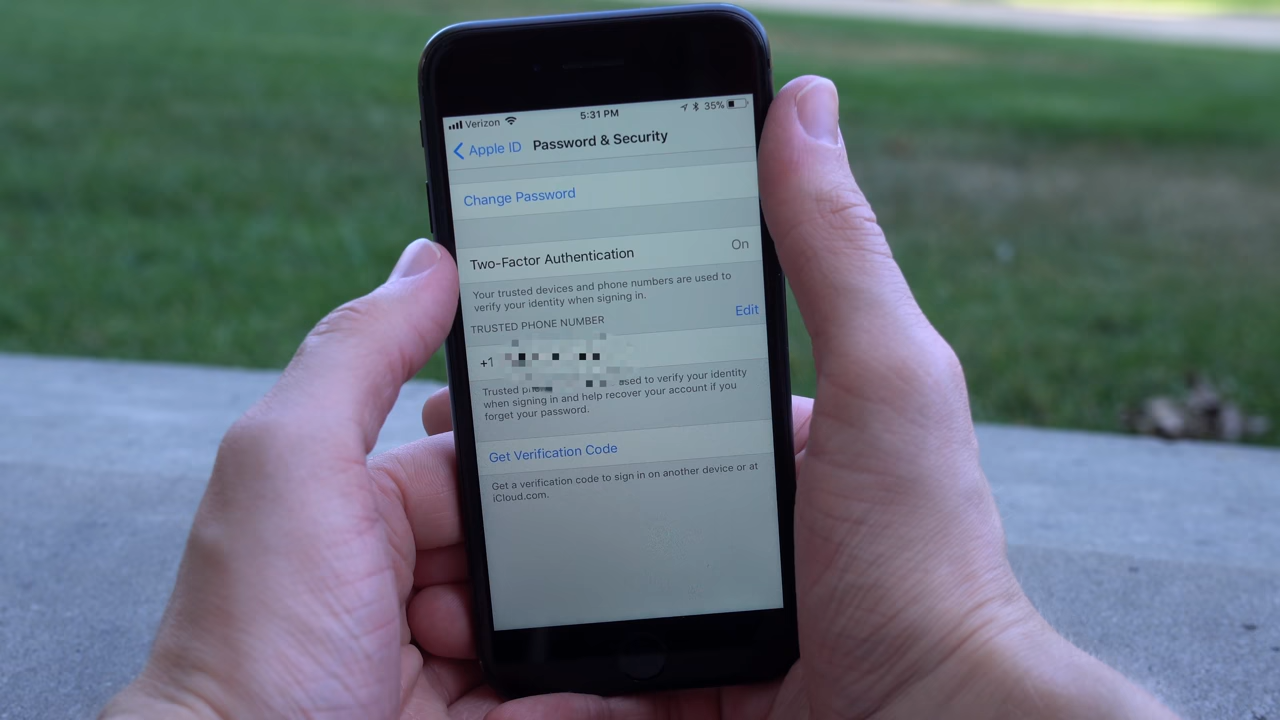 Verizon 5:31 PM 35%
Apple ID Password & Security
Change Password
Two-Factor Authentication On
Your trusted devices and phone numbers are used to
verify your identity when signing in.
TRUSTED PHONE NUMBER Edit
+1
Trusted used to verify your identity
when signing in and help recover your account if you
forget your password.
Get Verification Code
Get a verification code to sign in on another device or at
iCloud.com.